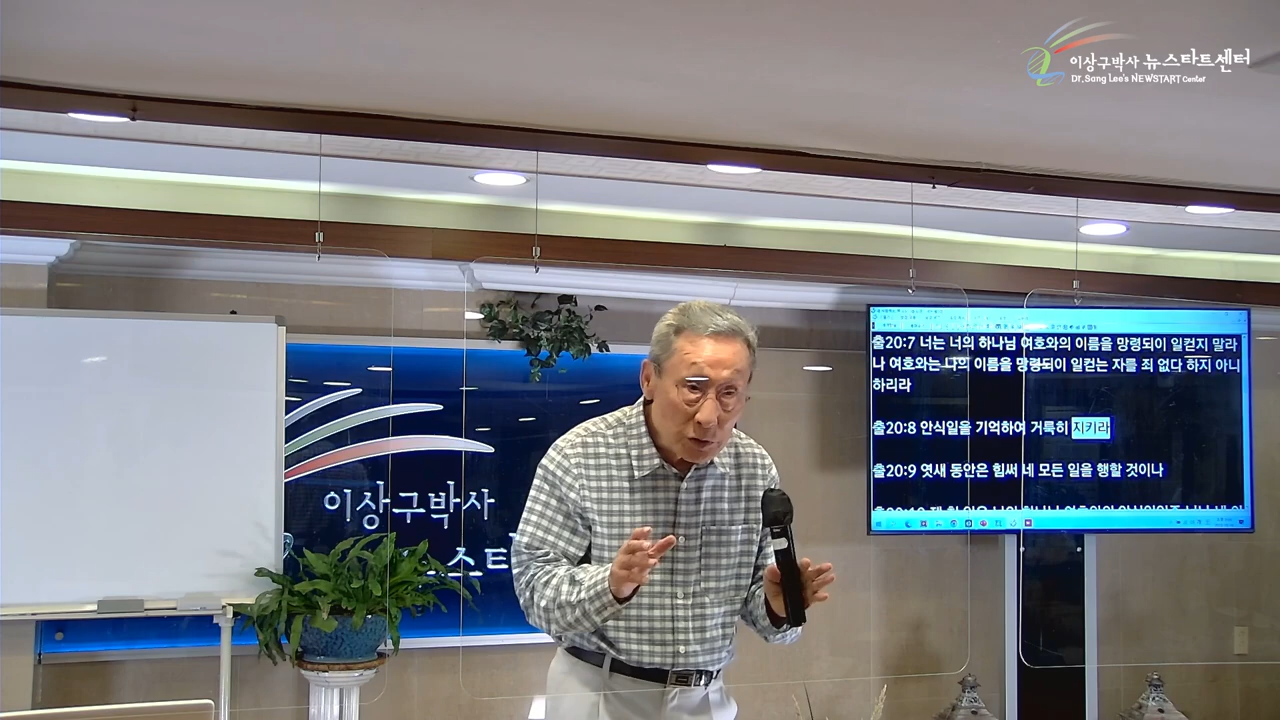 이상구박사 뉴스타트센터
Dr. Sang Lee's NEWSTART Center
출20:7 너는 너의 하나님 여호와의 이름을 망령되이 일컫지 말라
나 여호와는 나의 이름을 망령되이 일컫는 자를 죄 없다 하지 아니
하리라
출20:8 안식일을 기억하여 거룩히 지키라
출20:9 엿새 동안은 힘써 네 모든 일을 행할 것이나
이상구박사
스타